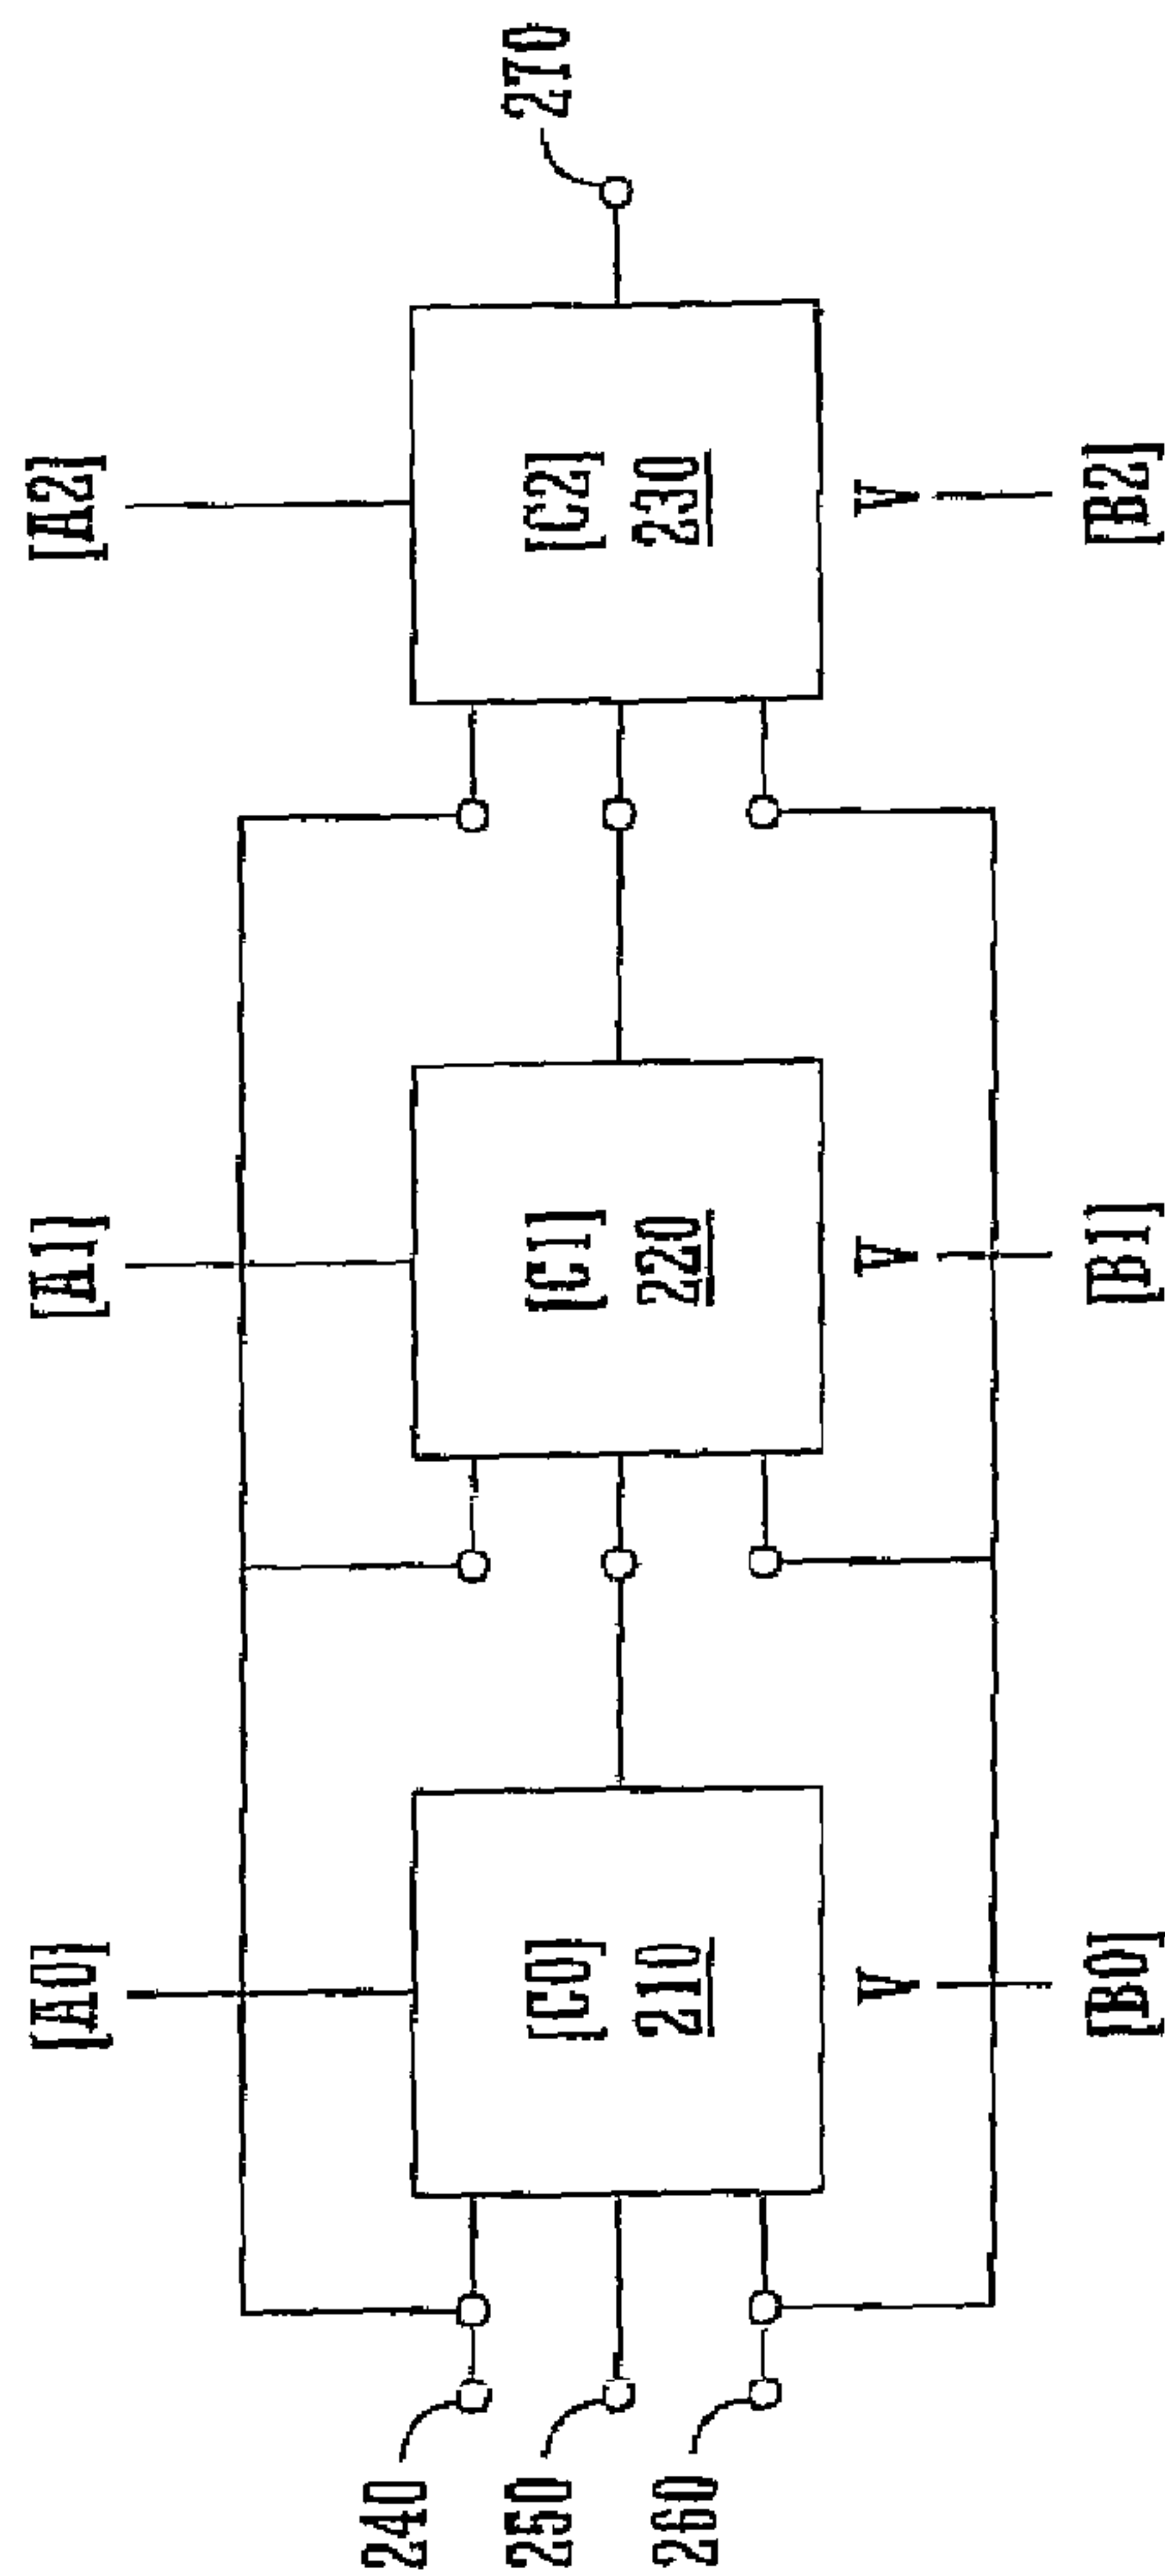 [A0]
[A1]
[A2]
240
250
260
[C0]
210
[C1]
220
[C2]
230
270
V
V
V
[B0]
[B1]
[B2]